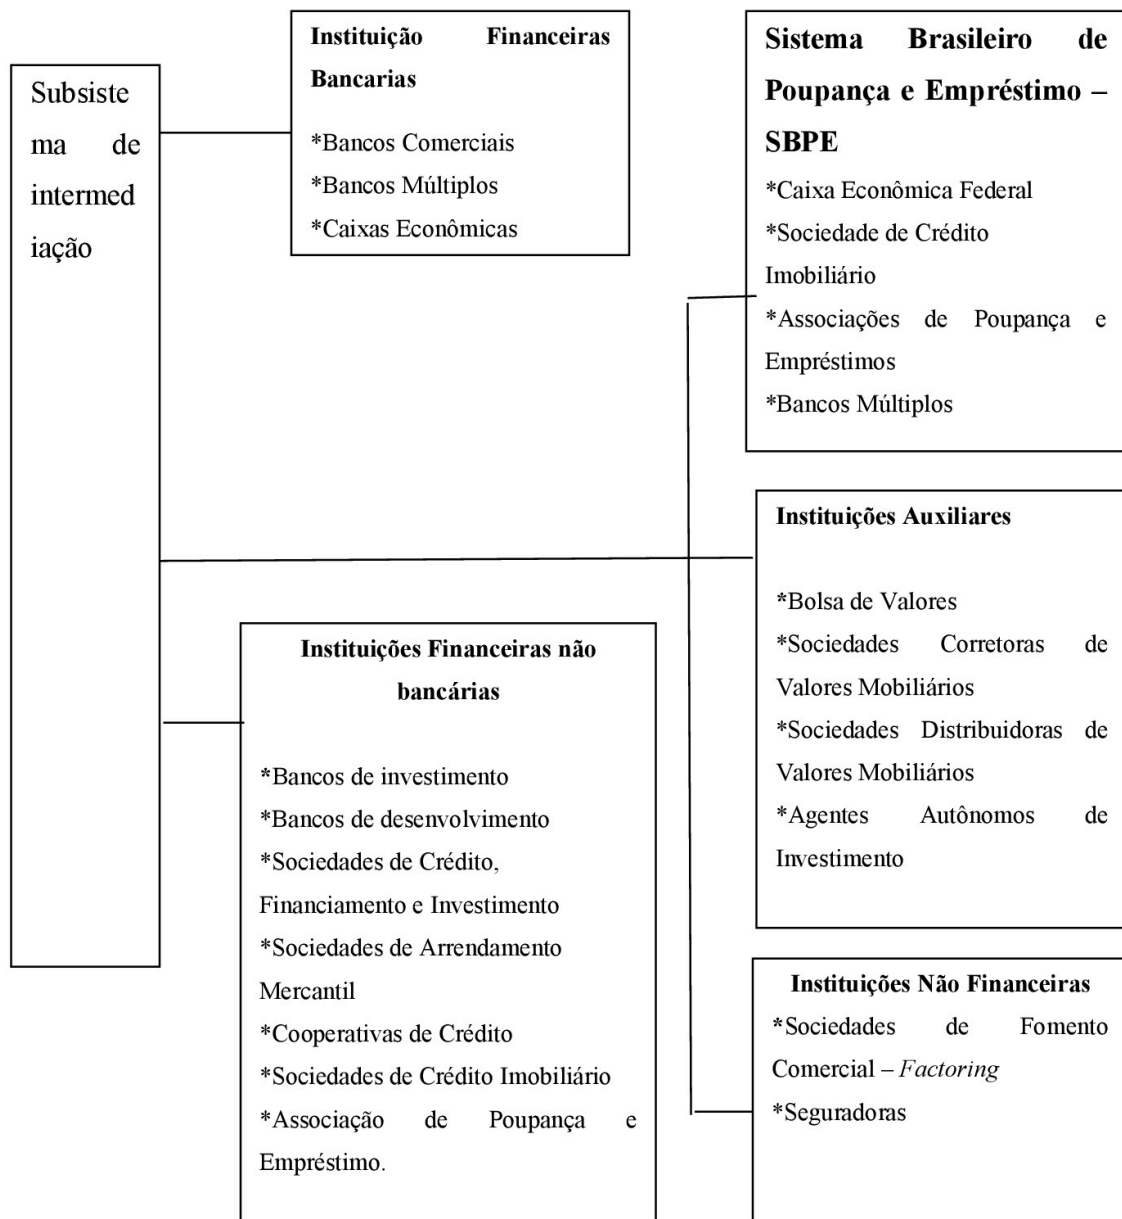 Subsiste
ma de
intermed
iação
Instituição Financeiras
Bancarias
*Bancos Comerciais
*Bancos Múltiplos
*Caixas Econômicas
Sistema Brasileiro de
Poupança e Empréstimo –
SBPE
*Caixa Econômica Federal
*Sociedade de Crédito
Imobiliário
*Associações de Poupança e
Empréstimos
*Bancos Múltiplos
Instituições Auxiliares
*Bolsa de Valores
*Sociedades Corretoras de
Valores Mobiliários
*Sociedades Distribuidoras de
Valores Mobiliários
*Agentes Autônomos de
Investimento
Instituições Financeiras não
bancárias
*Bancos de investimento
*Bancos de desenvolvimento
*Sociedades de Crédito,
Financiamento e Investimento
*Sociedades de Arrendamento
Mercantil
*Cooperativas de Crédito
*Sociedades de Crédito Imobiliário
*Associação de Poupança e
Empréstimo.
Instituições Não Financeiras
*Sociedades de Fomento
Comercial – Factoring
*Seguradoras